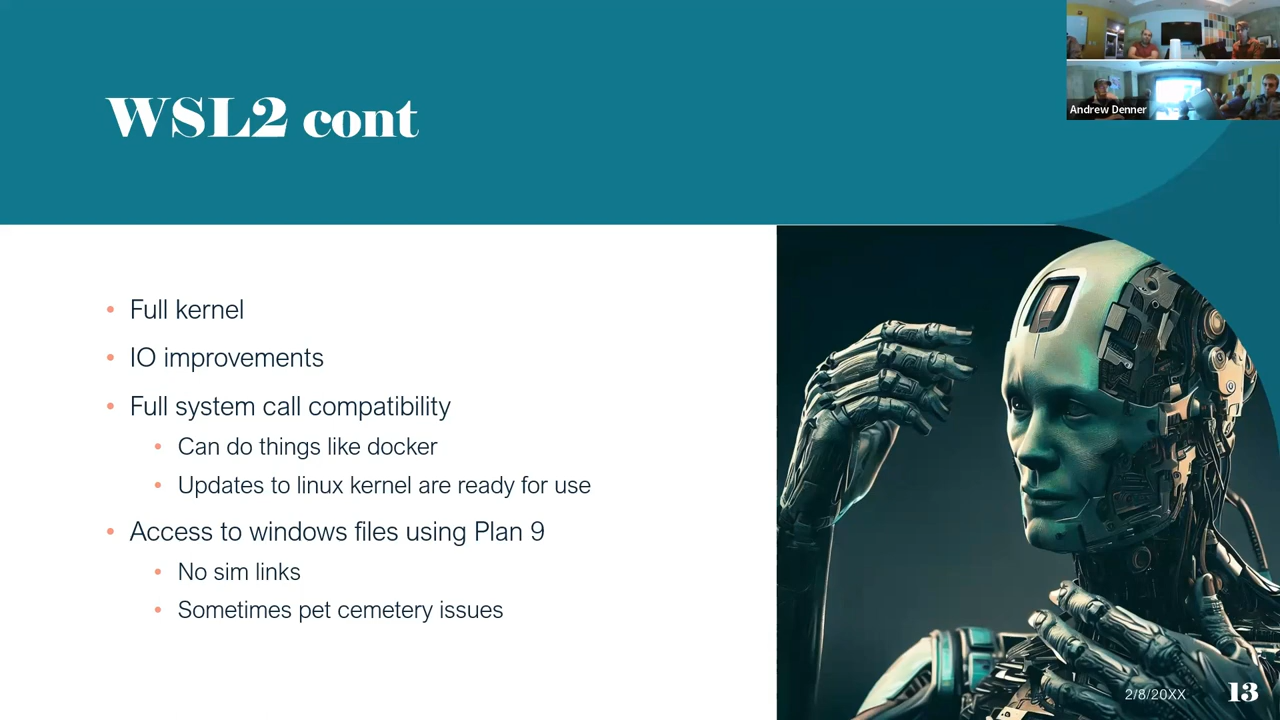 WSL2 cont
Andrew Denner
Full kernel
IO improvements
Full system call compatibility
Can do things like docker
Updates to linux kernel are ready for use
Access to windows files using Plan 9
No sim links
Sometimes pet cemetery issues
2/8/20XX
13